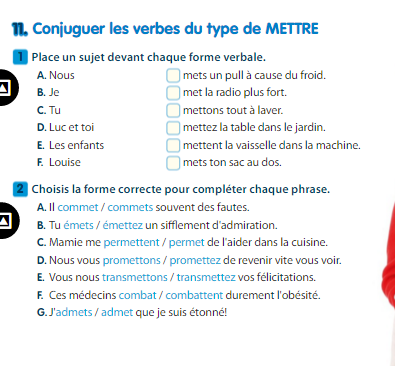 11. Conjuguer les verbes du type de METTRE
1 Place un sujet devant chaque forme verbale.
A. Nous mets un pull à cause du froid.
B. Je met la radio plus fort.
C. Tu mettons tout à laver.
D. Luc et toi mettez la table dans le jardin.
E. Les enfants mettent la vaisselle dans la machine.
F. Louise mets ton sac au dos.
2 Choisis la forme correcte pour compléter chaque phrase.
A. Il commet / commets souvent des fautes.
B. Tu émets / émettez un sifflement d'admiration.
C. Mamie me permettent / permet de l'aider dans la cuisine.
D. Nous vous promettons / promettez de revenir vite vous voir.
E. Vous nous transmettons / transmettez vos félicitations.
F. Ces médecins combat / combattent durement l'obésité.
G. J'admets / admet que je suis étonné!